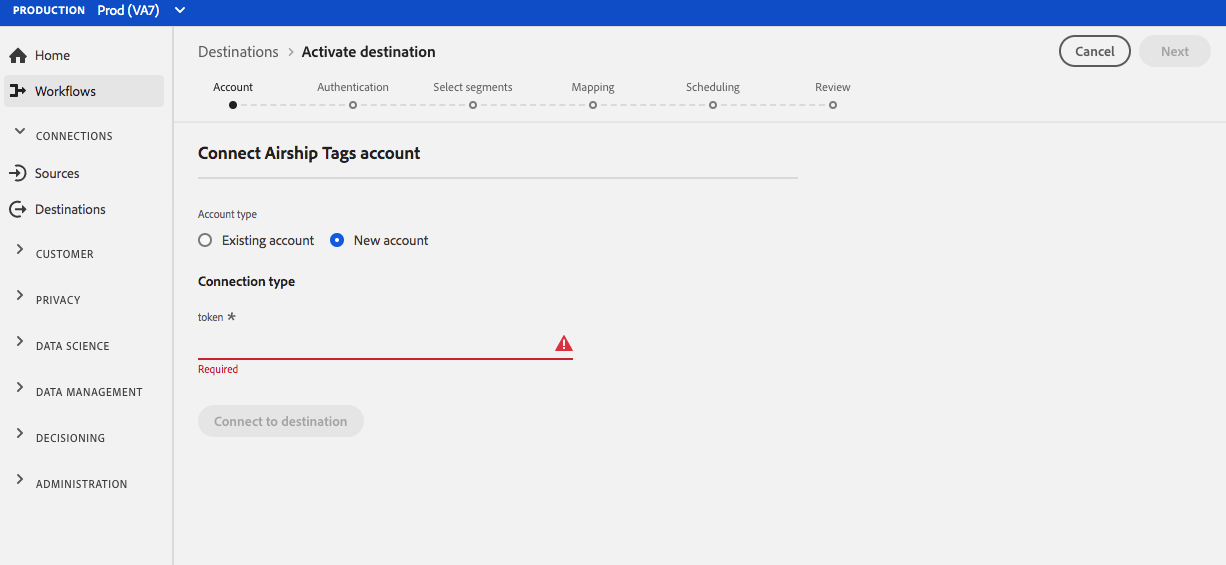 PRODUCTION Prod (VA7)
Home
Workflows
CONNECTIONS
Sources
Destinations
CUSTOMER
PRIVACY
DATA SCIENCE
DATA MANAGEMENT
DECISIONING
ADMINISTRATION
Destinations > Activate destination
Cancel Next
Account Authentication Select segments Mapping Scheduling Review
Connect Airship Tags account
Account type
Existing account New account
Connection type
token *
Required
Connect to destination